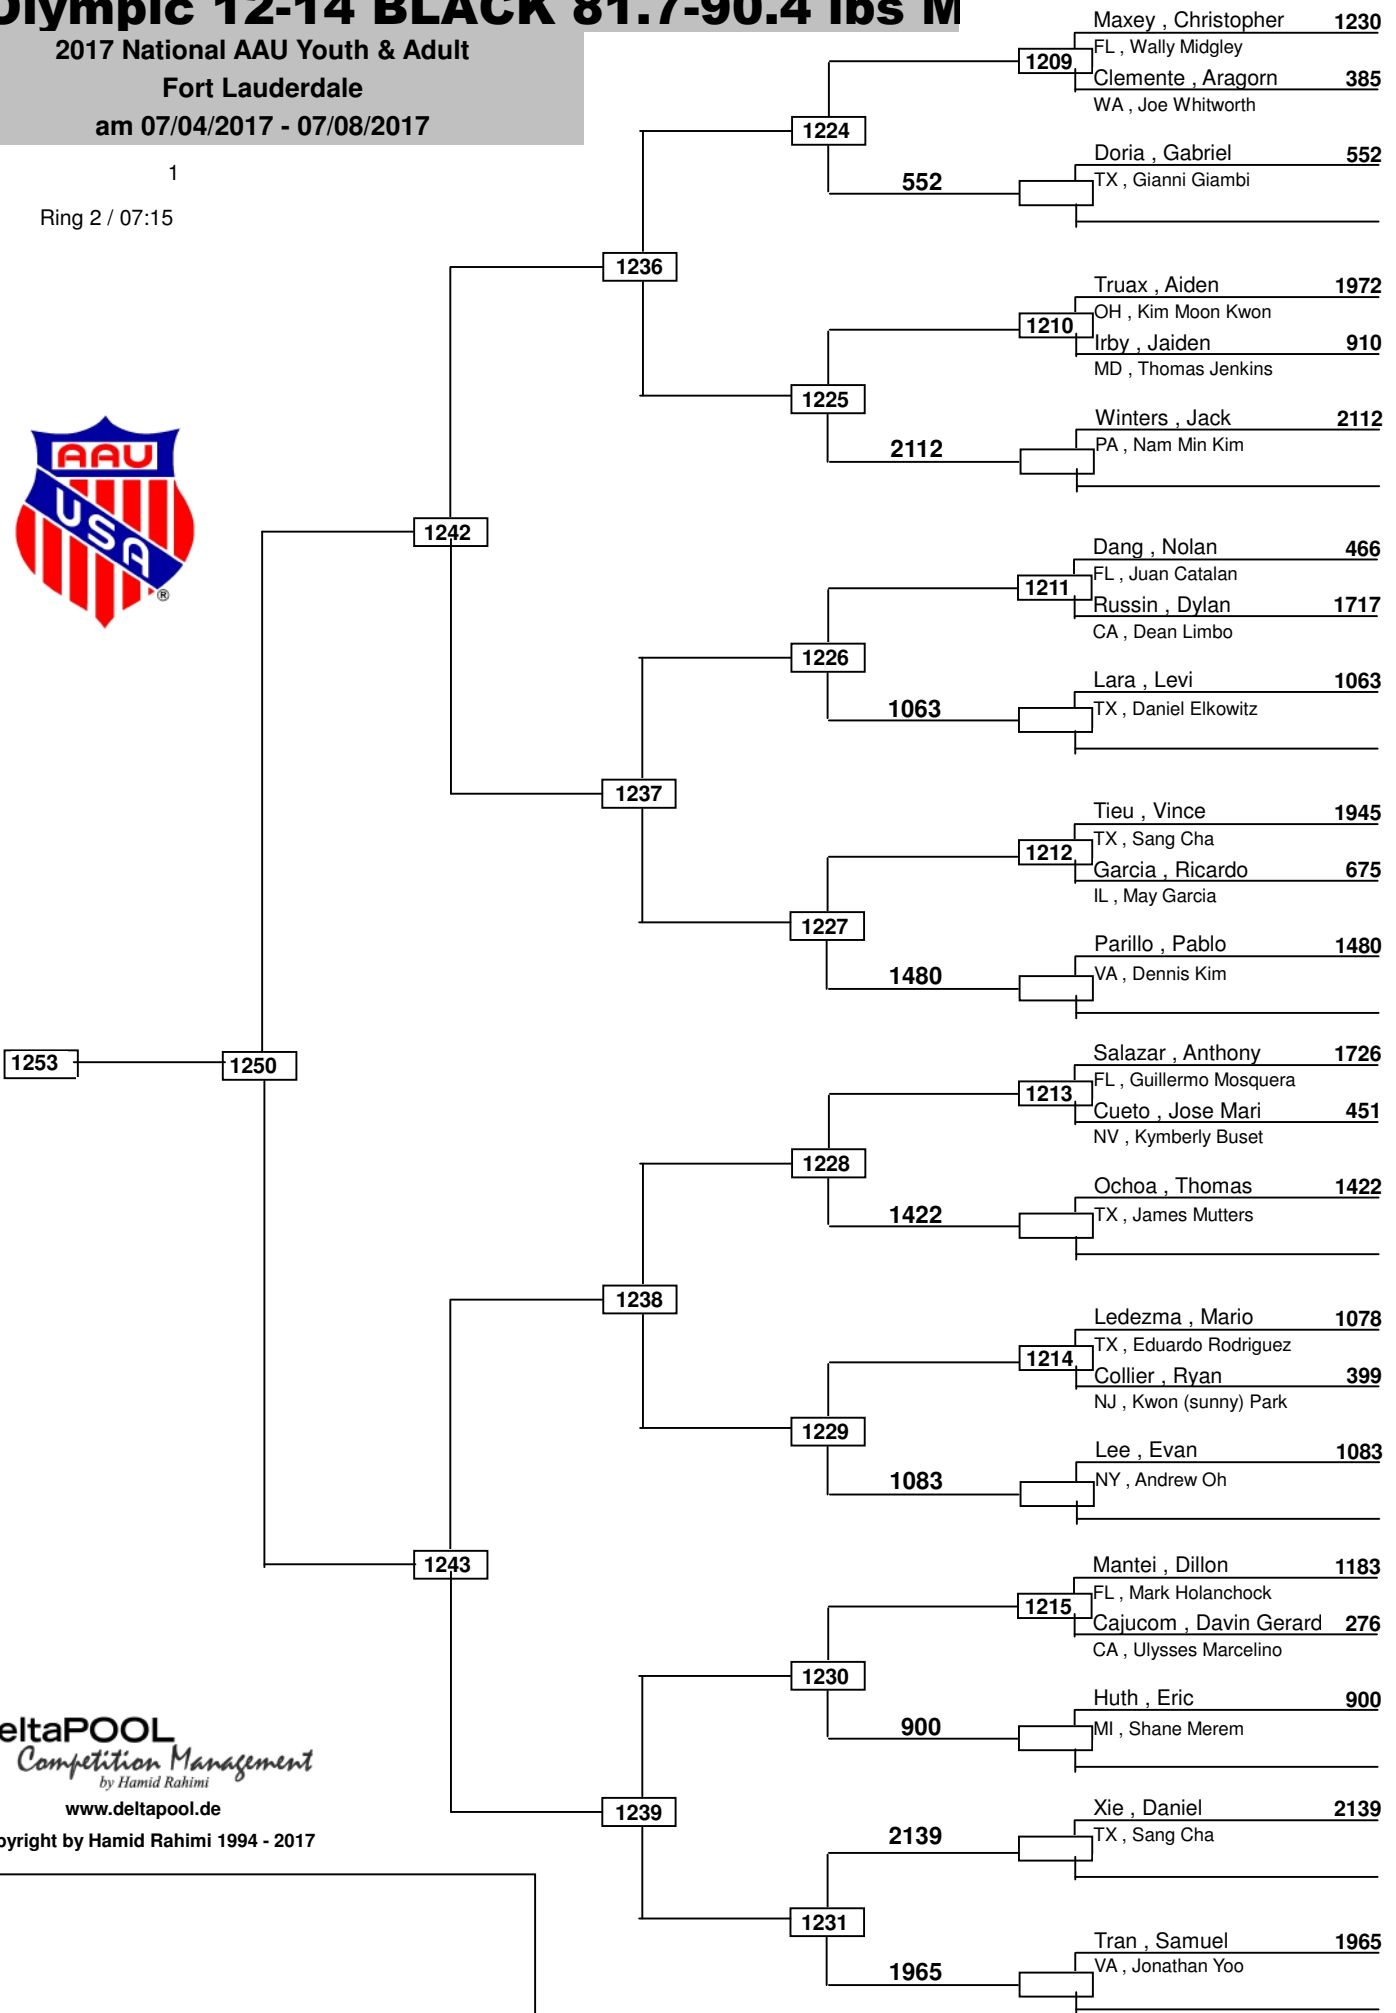 Olympic 12-14 BLACK 81.7-90.4 lbs M
2017 National AAU Youth & Adult
Fort Lauderdale
am 07/04/2017 - 07/08/2017
1
Ring 2 / 07:15
AAU
USA
®
Maxey , Christopher 1230
FL , Wally Midgley
1209
Clemente , Aragorn 385
WA , Joe Whitworth
1224
Doria , Gabriel 552
TX , Gianni Giambi
552
1236
Truax , Aiden 1972
OH , Kim Moon Kwon
1210
Irby , Jaiden 910
MD , Thomas Jenkins
1225
Winters , Jack 2112
PA , Nam Min Kim
2112
1242
Dang , Nolan 466
FL , Juan Catalan
1211
Russin , Dylan 1717
CA , Dean Limbo
1226
Lara , Levi 1063
TX , Daniel Elkowitz
1063
1237
Tieu , Vince 1945
TX , Sang Cha
1212
Garcia , Ricardo 675
IL , May Garcia
1227
Parillo , Pablo 1480
VA , Dennis Kim
1480
1253
1250
Salazar , Anthony 1726
FL , Guillermo Mosquera
1213
Cueto , Jose Mari 451
NV , Kymberly Buset
1228
Ochoa , Thomas 1422
TX , James Mutters
1422
1238
Ledezma , Mario 1078
TX , Eduardo Rodriguez
1214
Collier , Ryan 399
NJ , Kwon (sunny) Park
1229
Lee , Evan 1083
NY , Andrew Oh
1083
1243
Mantei , Dillon 1183
FL , Mark Holanchock
1215
Cajucom , Davin Gerard 276
CA , Ulysses Marcelino
1230
Huth , Eric 900
MI , Shane Merem
900
1239
Xie , Daniel 2139
TX , Sang Cha
2139
1231
Tran , Samuel 1965
VA , Jonathan Yoo
1965
eltaPOOL
Competition Management
by Hamid Rahimi
www.deltapool.de
pyright by Hamid Rahimi 1994 - 2017